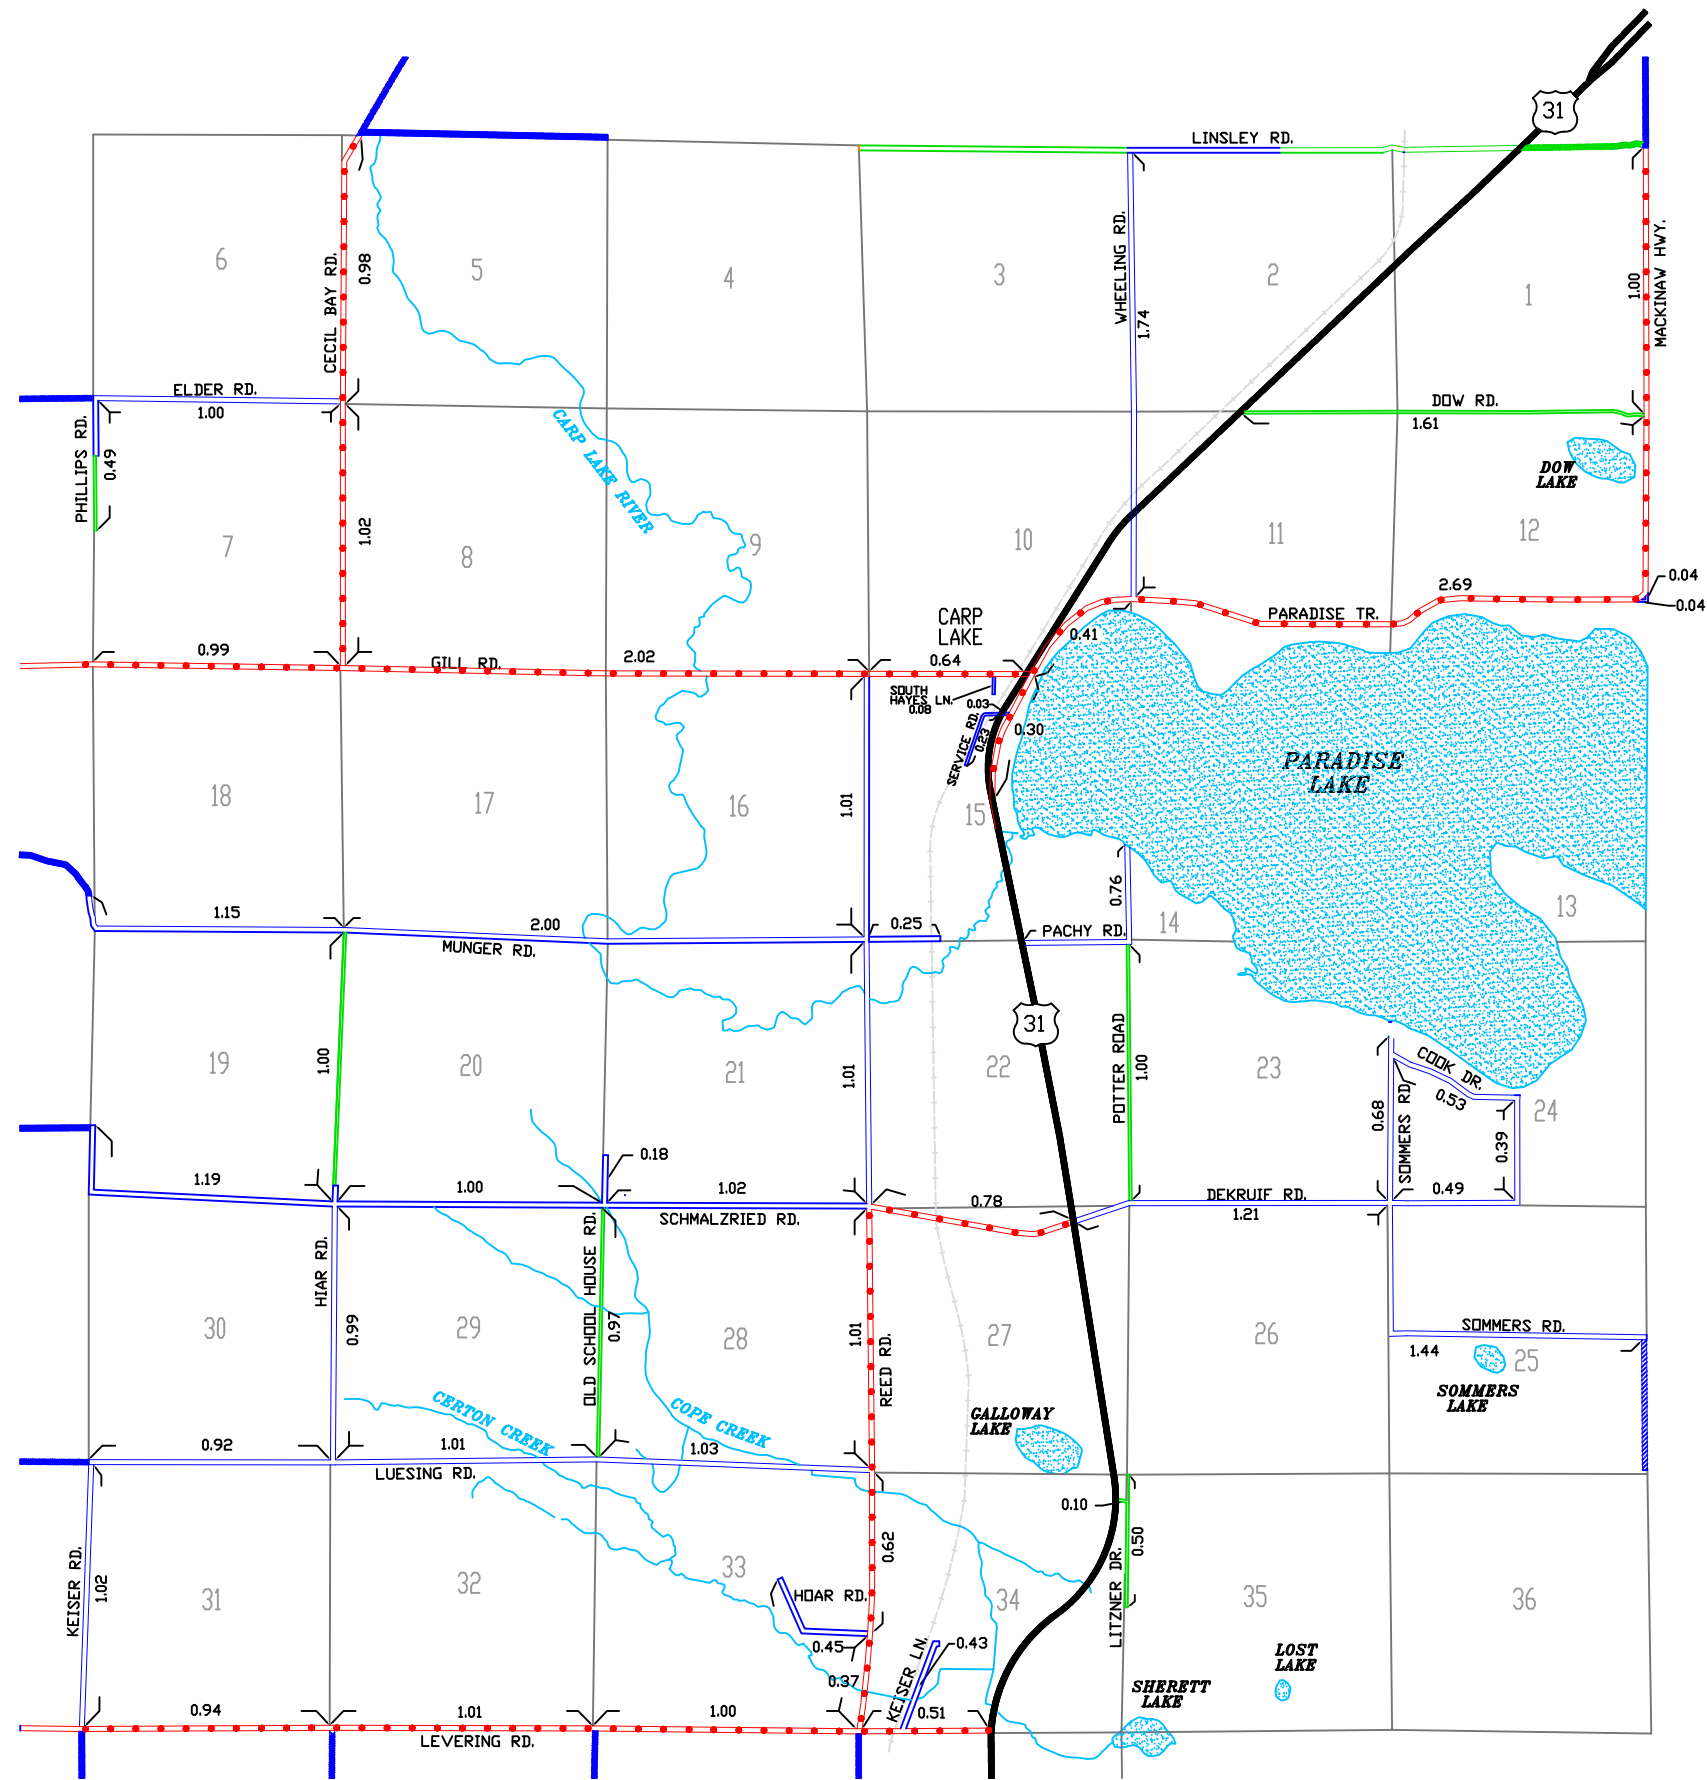 31
LINSLEY RD.
6
5
4
3
2
1
CECIL BAY RD.
0.98
WHEELING RD.
1.74
1.00
MACKINAW HWY.
ELDER RD.
1.00
PHILLIPS RD.
0.49
DOW RD.
1.61
DOW
LAKE
CARP LAKE RIVER
7
1.02
8
9
10
11
12
0.04
0.04
2.69
PARADISE TR.
CARP
LAKE
0.41
0.99
GILL RD.
2.02
0.64
SOUTH
HAYES LN.
0.08
0.03
0.30
SERVICE RD.
0.23
PARADISE
LAKE
18
17
16
1.01
15
0.76
14
13
1.15
2.00
MUNGER RD.
0.25
PACHY RD.
31
19
1.00
20
21
1.01
22
POTTER ROAD
1.00
23
COOK DR.
0.53
0.68
SOMMERS RD.
0.39
24
0.18
1.19
1.00
1.02
SCHMALZRIED RD.
0.78
DEKRUIF RD.
1.21
0.49
HIAR RD.
0.99
OLD SCHOOL HOUSE RD.
0.97
30
29
28
1.01
REED RD.
27
26
SOMMERS RD.
1.44
25
SOMMERS
LAKE
CERTON CREEK
COPE CREEK
GALLOWAY
LAKE
0.92
1.01
1.03
LUESING RD.
0.10
0.50
LITZNER DR.
KEISER RD.
1.02
31
32
33
0.62
HOAR RD.
0.45
0.37
34
35
36
KEISER LN.
0.43
LOST
LAKE
SHERETT
LAKE
0.94
1.01
1.00
0.51
LEVERING RD.